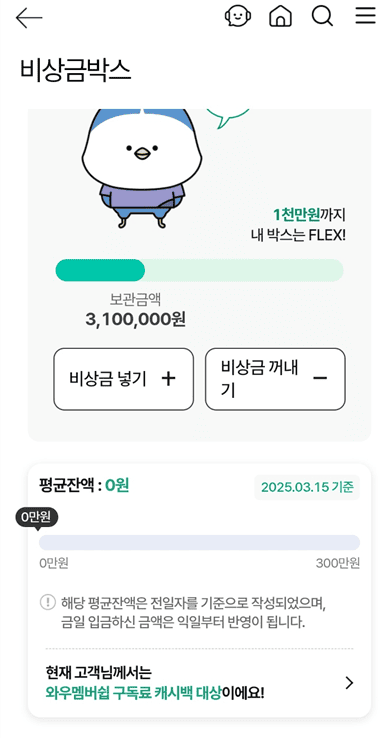 비상금박스
1천만원까지
내 박스는 FLEX!
보관금액
3,100,000원
비상금 넣기 +
비상금 꺼내
기 −
평균잔액 : 0원
2025.03.15 기준
0만원
0만원
300만원
해당 평균잔액은 전일자를 기준으로 작성되었으며,
금일 입금하신 금액은 익일부터 반영이 됩니다.
현재 고객님께서는
와우멤버쉽 구독료 캐시백 대상이에요!